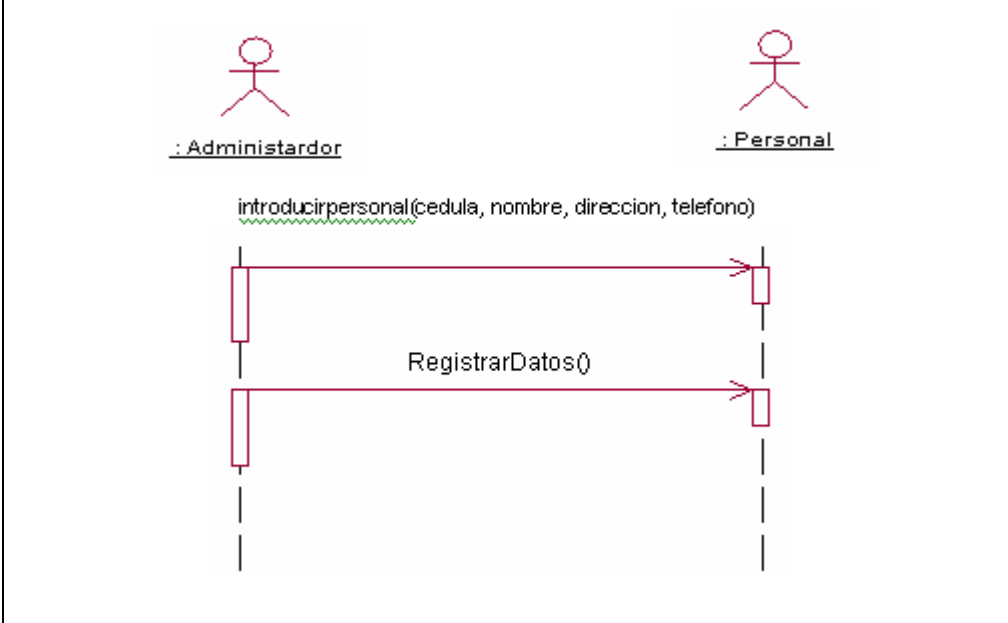 : Administardor
: Personal
introducirpersonal(cedula, nombre, direccion, telefono)
RegistrarDatos()